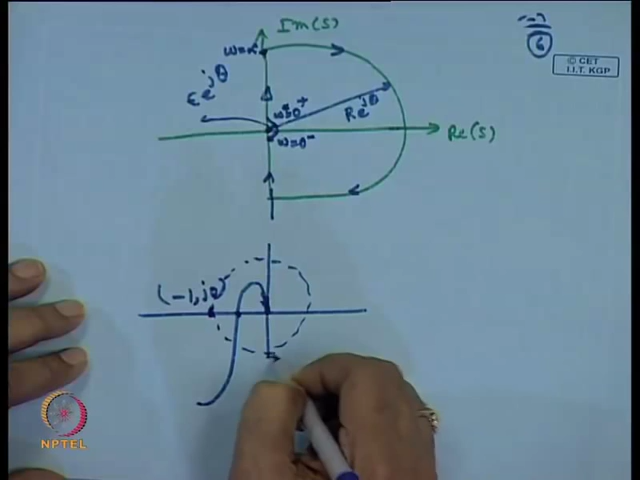 Im(s)
6
© CET
I.I.T. KGP
εe^{jθ}
ω=0⁺
Re^{jθ}
Re(s)
ω=0⁻
(-1,j0)
NPTEL